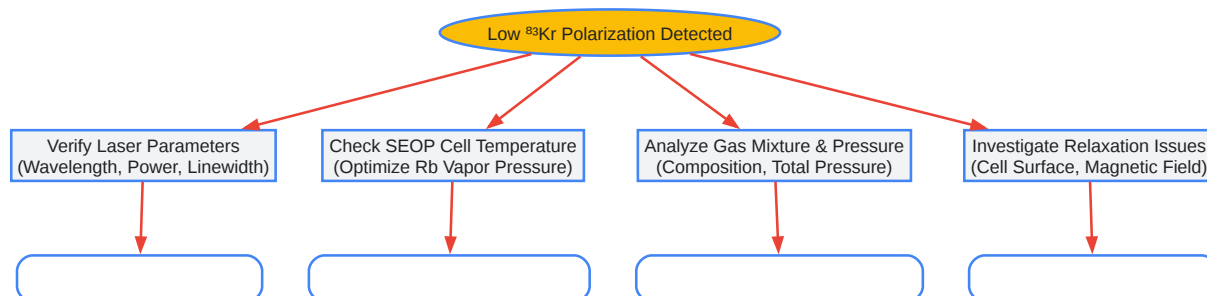 Low ⁸³Kr Polarization Detected
Verify Laser Parameters
(Wavelength, Power, Linewidth)
Check SEOP Cell Temperature
(Optimize Rb Vapor Pressure)
Analyze Gas Mixture & Pressure
(Composition, Total Pressure)
Investigate Relaxation Issues
(Cell Surface, Magnetic Field)